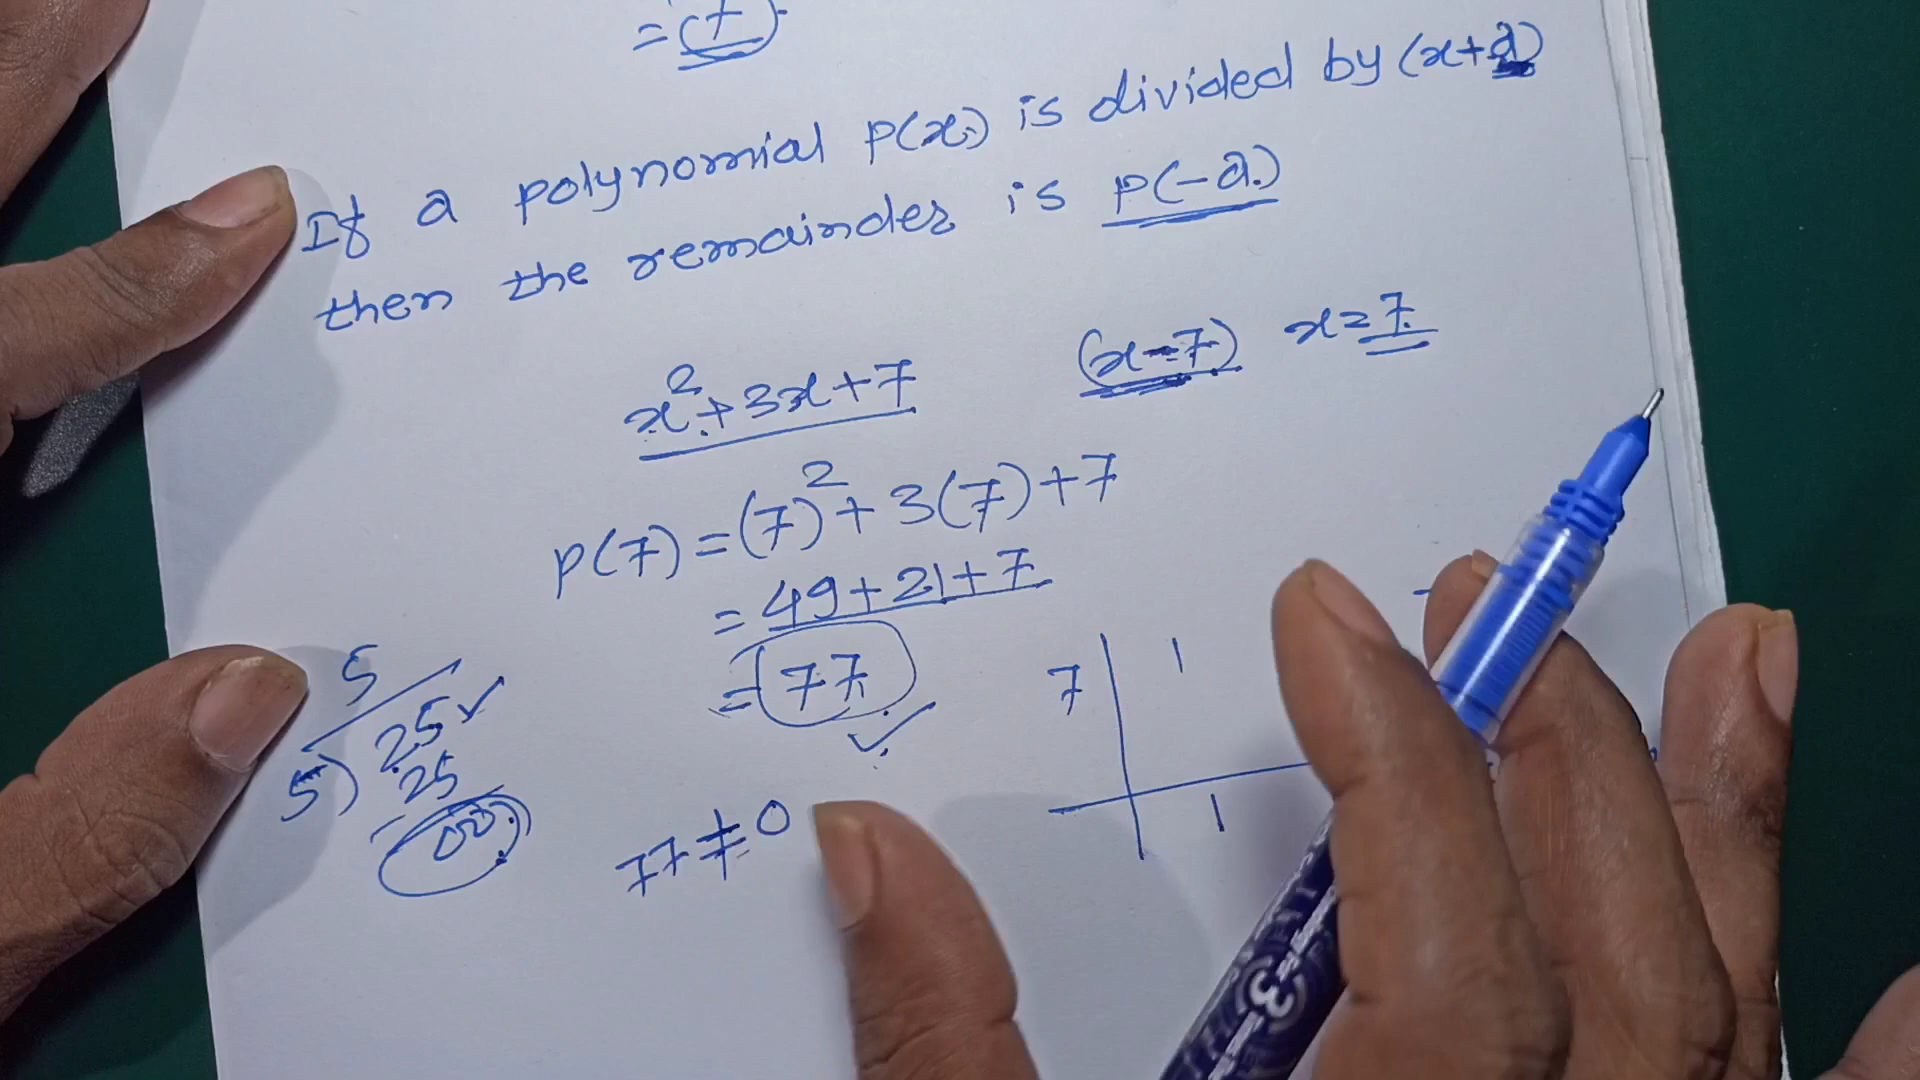 = (7)
If a polynomial P(x) is divided by (x+a)
then the remainder is P(-a)
x²+3x+7 (x-7) x=7
P(7) = (7)²+3(7)+7
= 49+21+7
= 77
5
5) 25
25
00
77≠0
7 1
1
3